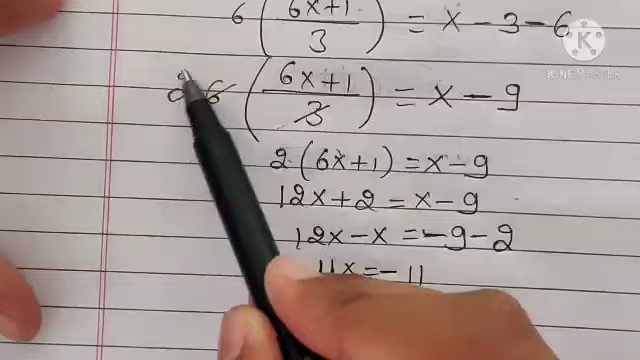 6 ( 6x+1 / 3 ) = x - 3 - 6
2 6 ( 6x+1 / 3 ) = x - 9
2 ( 6x+1 ) = x - 9
12x + 2 = x - 9
12x - x = -9 - 2
11x = -11
KINEMASTER